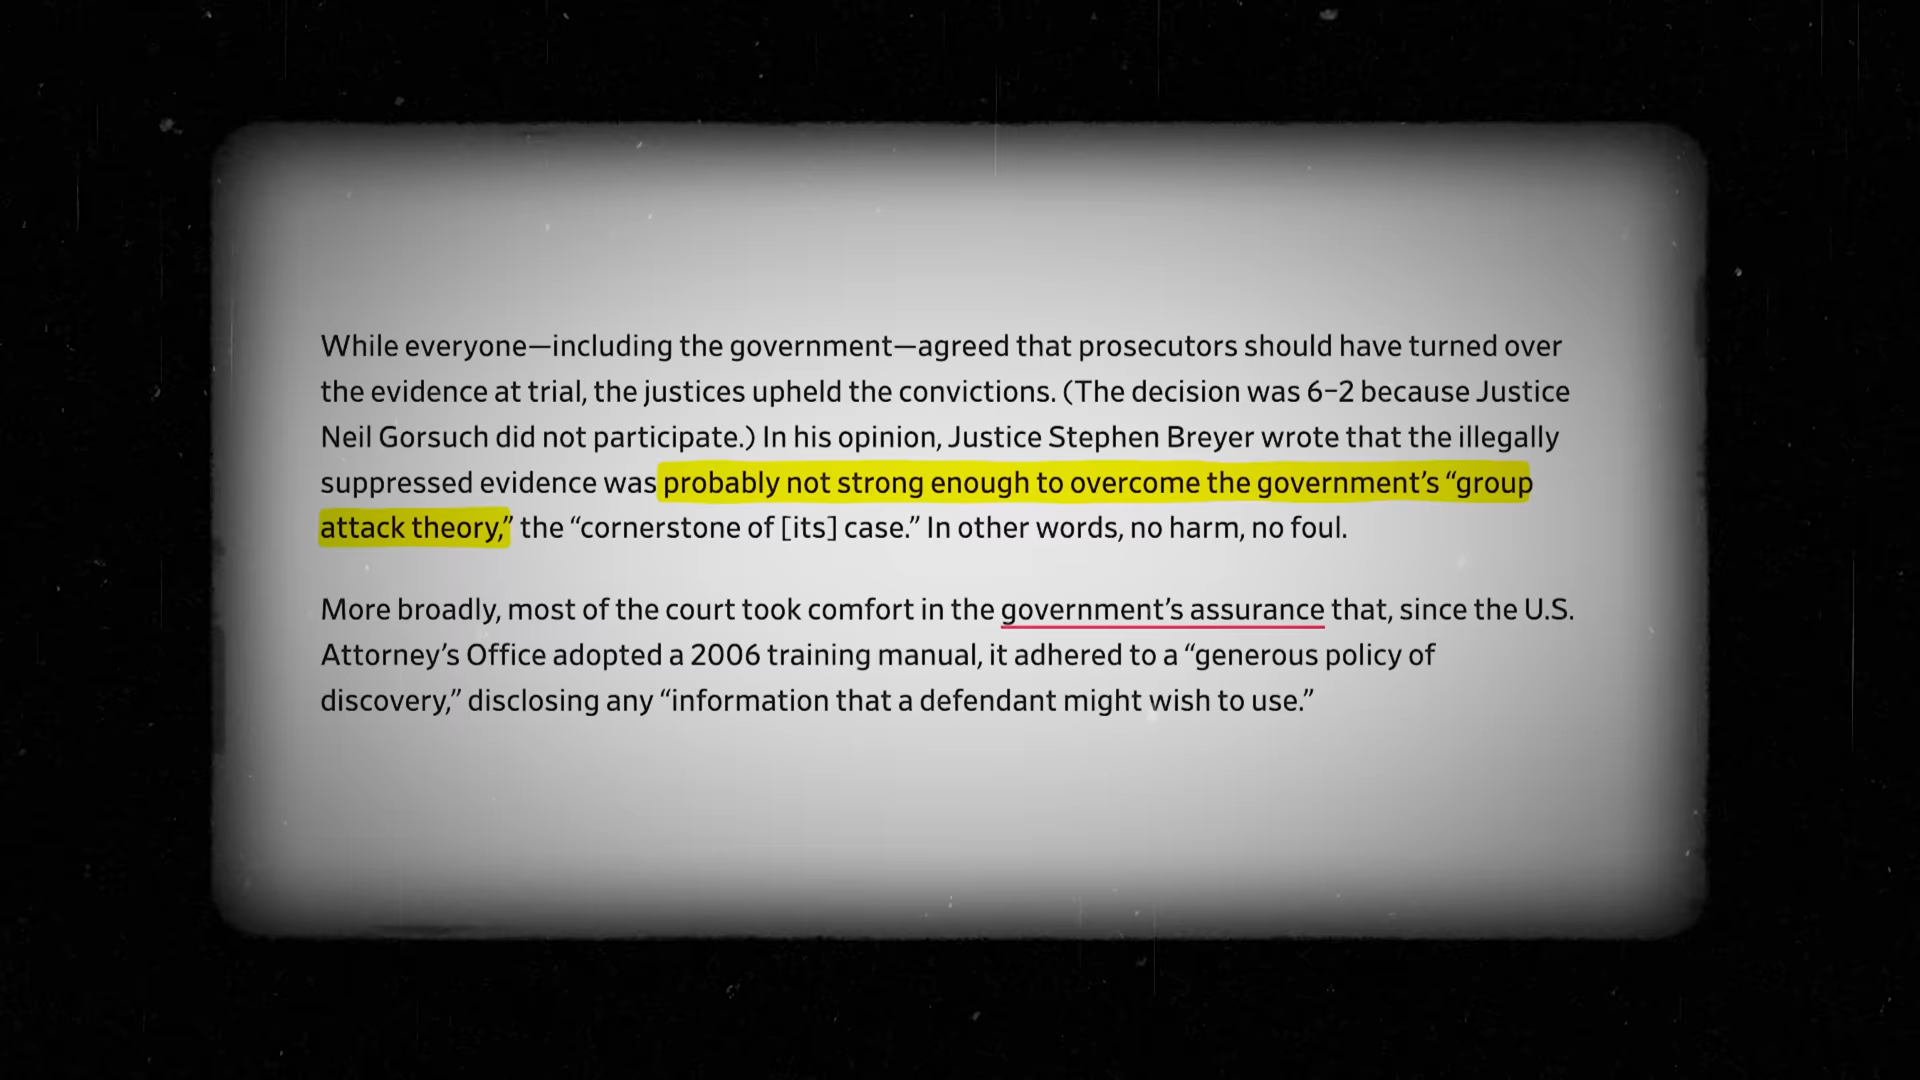 While everyone—including the government—agreed that prosecutors should have turned over
the evidence at trial, the justices upheld the convictions. (The decision was 6–2 because Justice
Neil Gorsuch did not participate.) In his opinion, Justice Stephen Breyer wrote that the illegally
suppressed evidence was probably not strong enough to overcome the government’s “group
attack theory,” the “cornerstone of [its] case.” In other words, no harm, no foul.
More broadly, most of the court took comfort in the government’s assurance that, since the U.S.
Attorney’s Office adopted a 2006 training manual, it adhered to a “generous policy of
discovery,” disclosing any “information that a defendant might wish to use.”